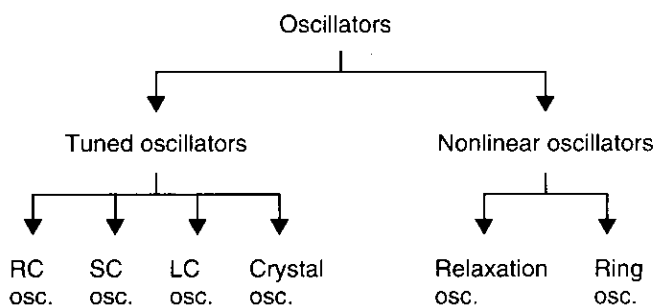 Oscillators
Tuned oscillators
Nonlinear oscillators
RC
osc.
SC
osc.
LC
osc.
Crystal
osc.
Relaxation
osc.
Ring
osc.